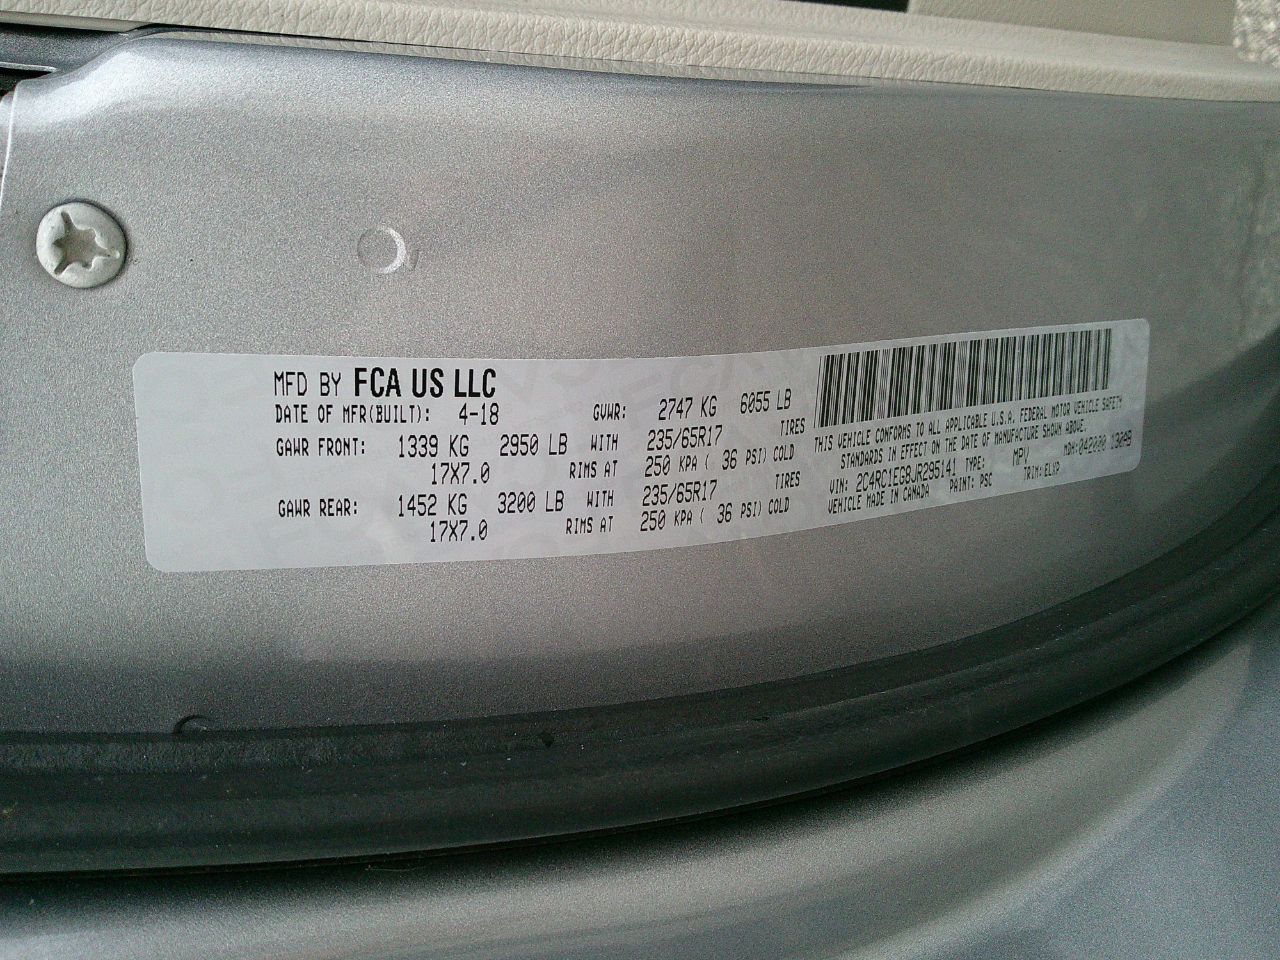 MFD BY FCA US LLC
DATE OF MFR(BUILT): 4-18 GVWR: 2747 KG 6055 LB
GAWR FRONT: 1339 KG 2950 LB WITH 235/65R17 TIRES
17X7.0 RIMS AT 250 KPA ( 36 PSI) COLD
GAWR REAR: 1452 KG 3200 LB WITH 235/65R17 TIRES
17X7.0 RIMS AT 250 KPA ( 36 PSI) COLD
THIS VEHICLE CONFORMS TO ALL APPLICABLE U.S.A. FEDERAL MOTOR VEHICLE SAFETY
STANDARDS IN EFFECT ON THE DATE OF MANUFACTURE SHOWN ABOVE.
VIN: 2C4RC1EG8JR295141 TYPE: MPV MDH:
VEHICLE MADE IN CANADA PAINT: PSC TRIM: